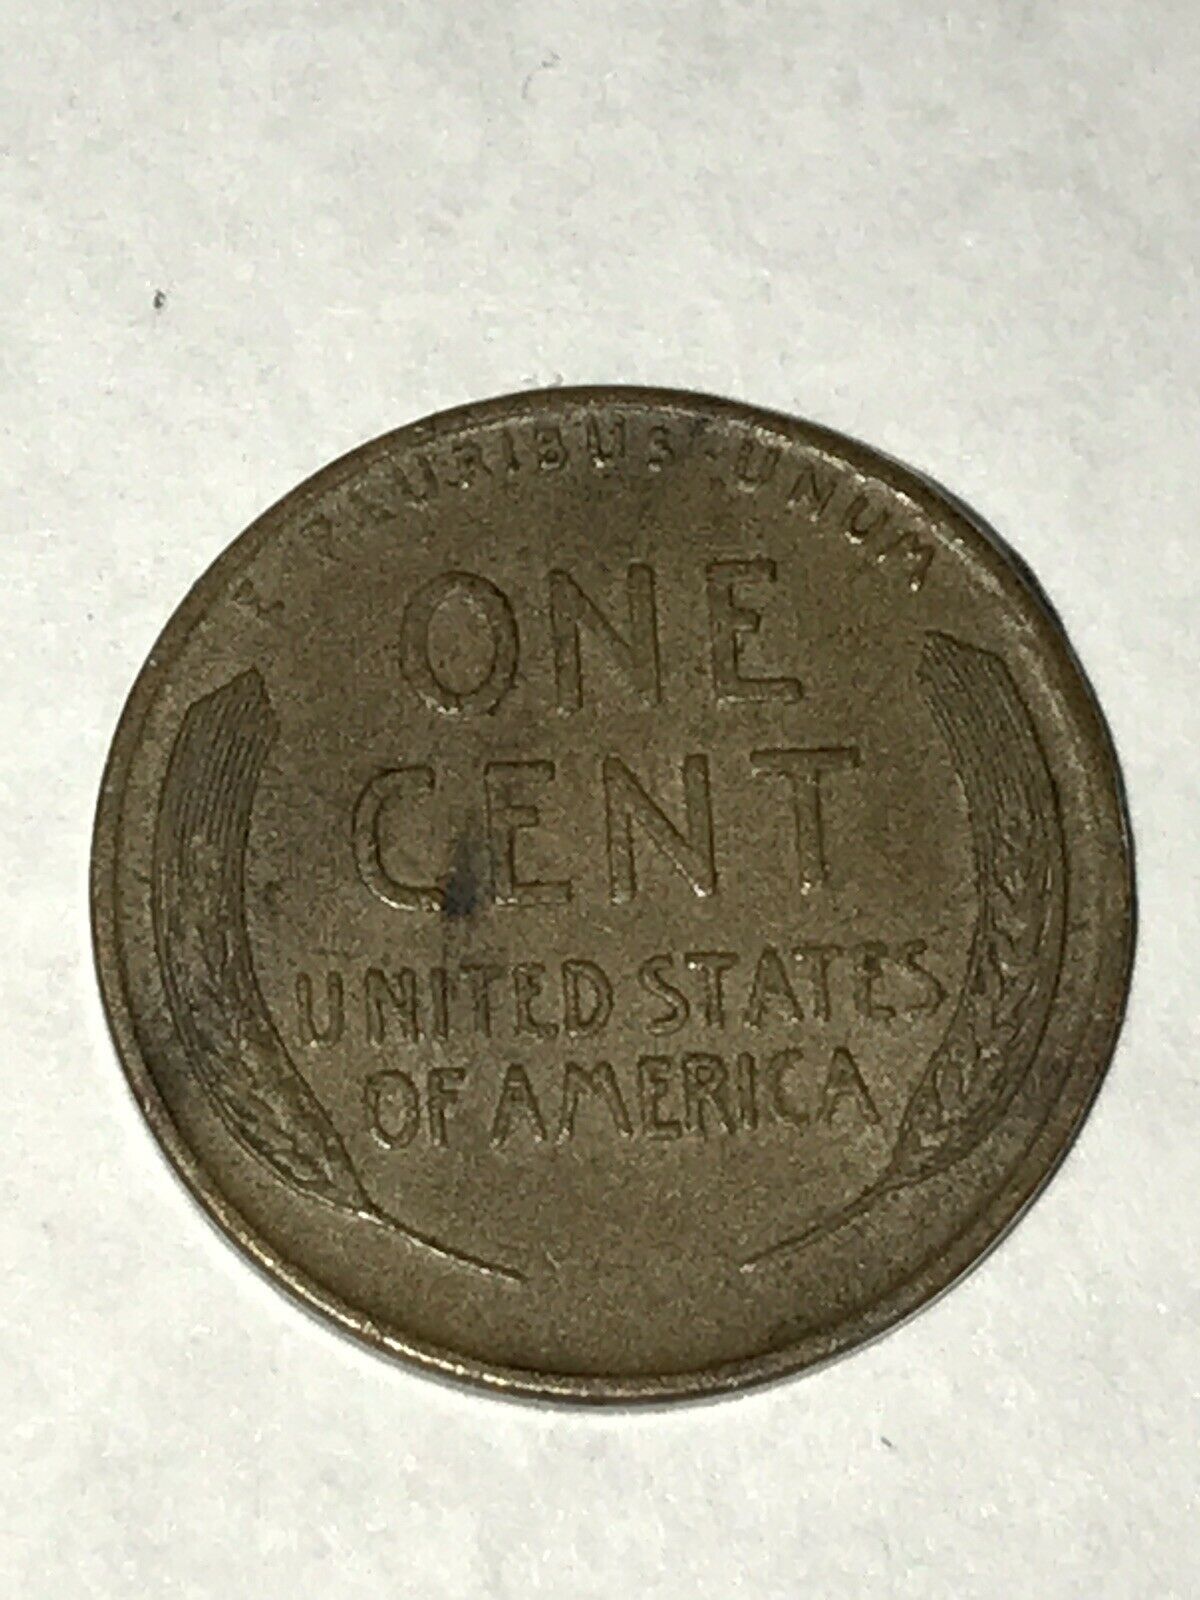 E·PLURIBUS·UNUM
ONE
CENT
UNITED STATES
OF AMERICA